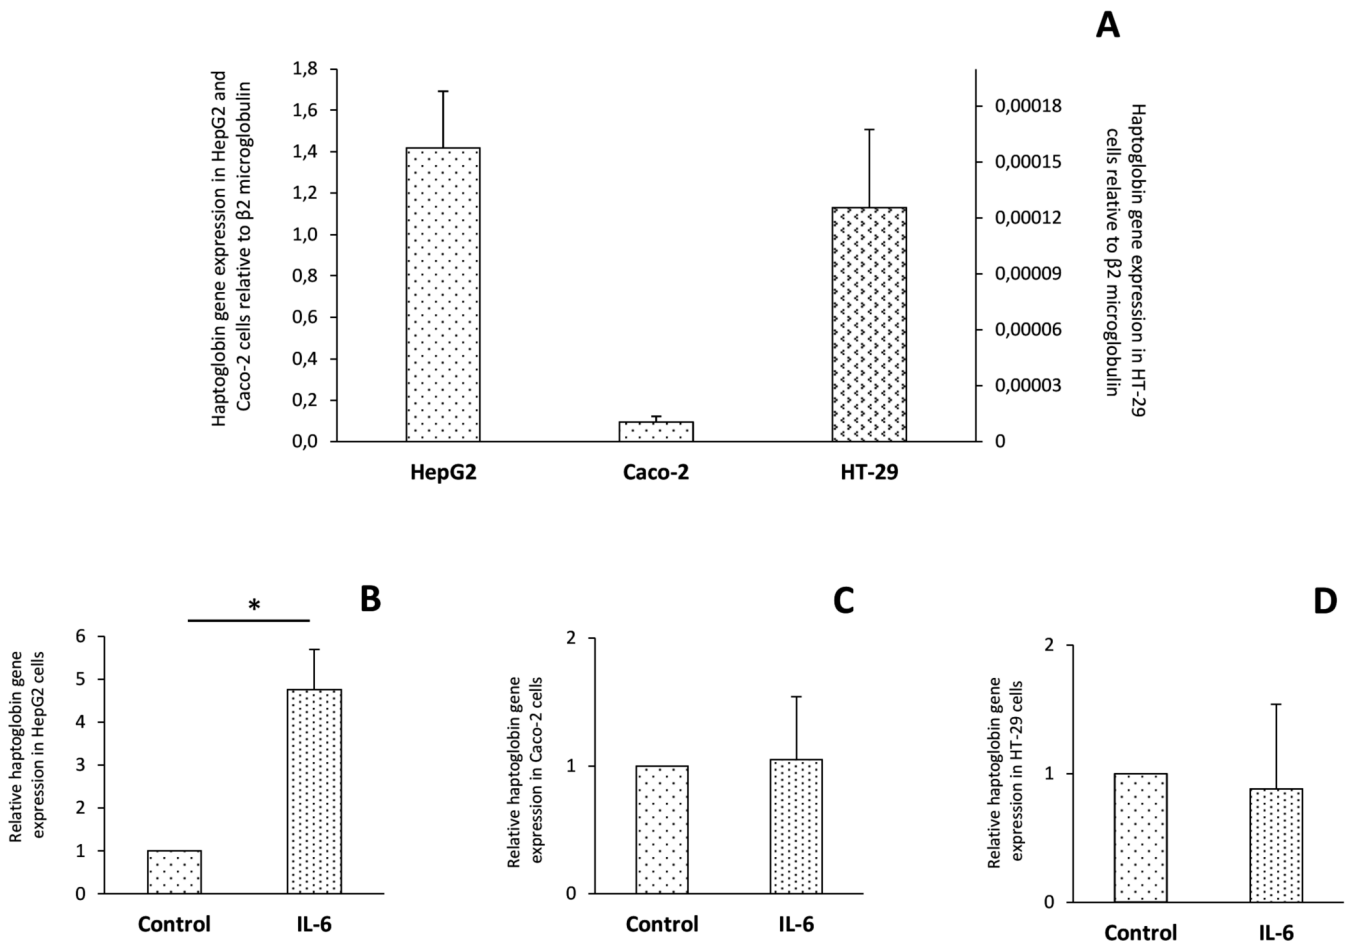 A
Haptoglobin gene expression in HepG2 and
Caco-2 cells relative to β2 microglobulin
1,8
1,6
1,4
1,2
1,0
0,8
0,6
0,4
0,2
0,0
0,00018
0,00015
0,00012
0,00009
0,00006
0,00003
0
Haptoglobin gene expression in HT-29
cells relative to β2 microglobulin
HepG2
Caco-2
HT-29
B
*
Relative haptoglobin gene
expression in HepG2 cells
6
5
4
3
2
1
0
Control
IL-6
C
Relative haptoglobin gene
expression in Caco-2 cells
2
1
0
Control
IL-6
D
Relative haptoglobin gene
expression in HT-29 cells
2
1
0
Control
IL-6